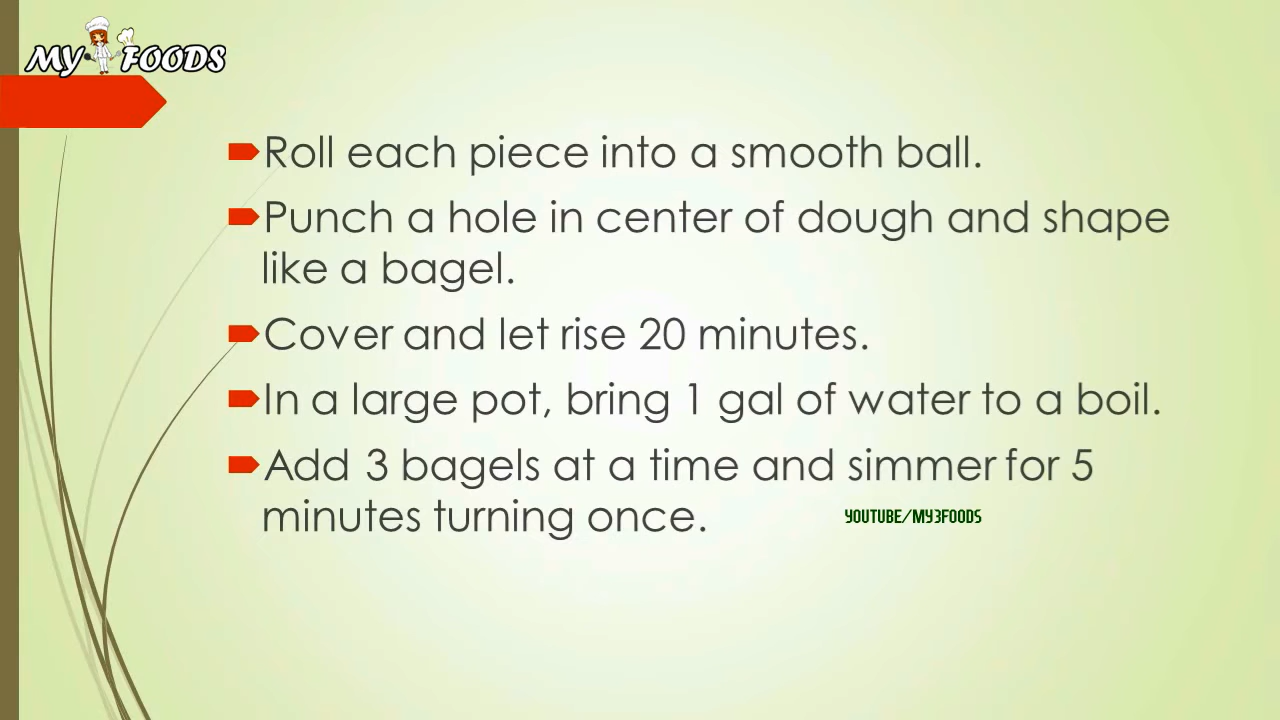 MY FOODS
Roll each piece into a smooth ball.
Punch a hole in center of dough and shape
like a bagel.
Cover and let rise 20 minutes.
In a large pot, bring 1 gal of water to a boil.
Add 3 bagels at a time and simmer for 5
minutes turning once.
YOUTUBE/MY3FOODS